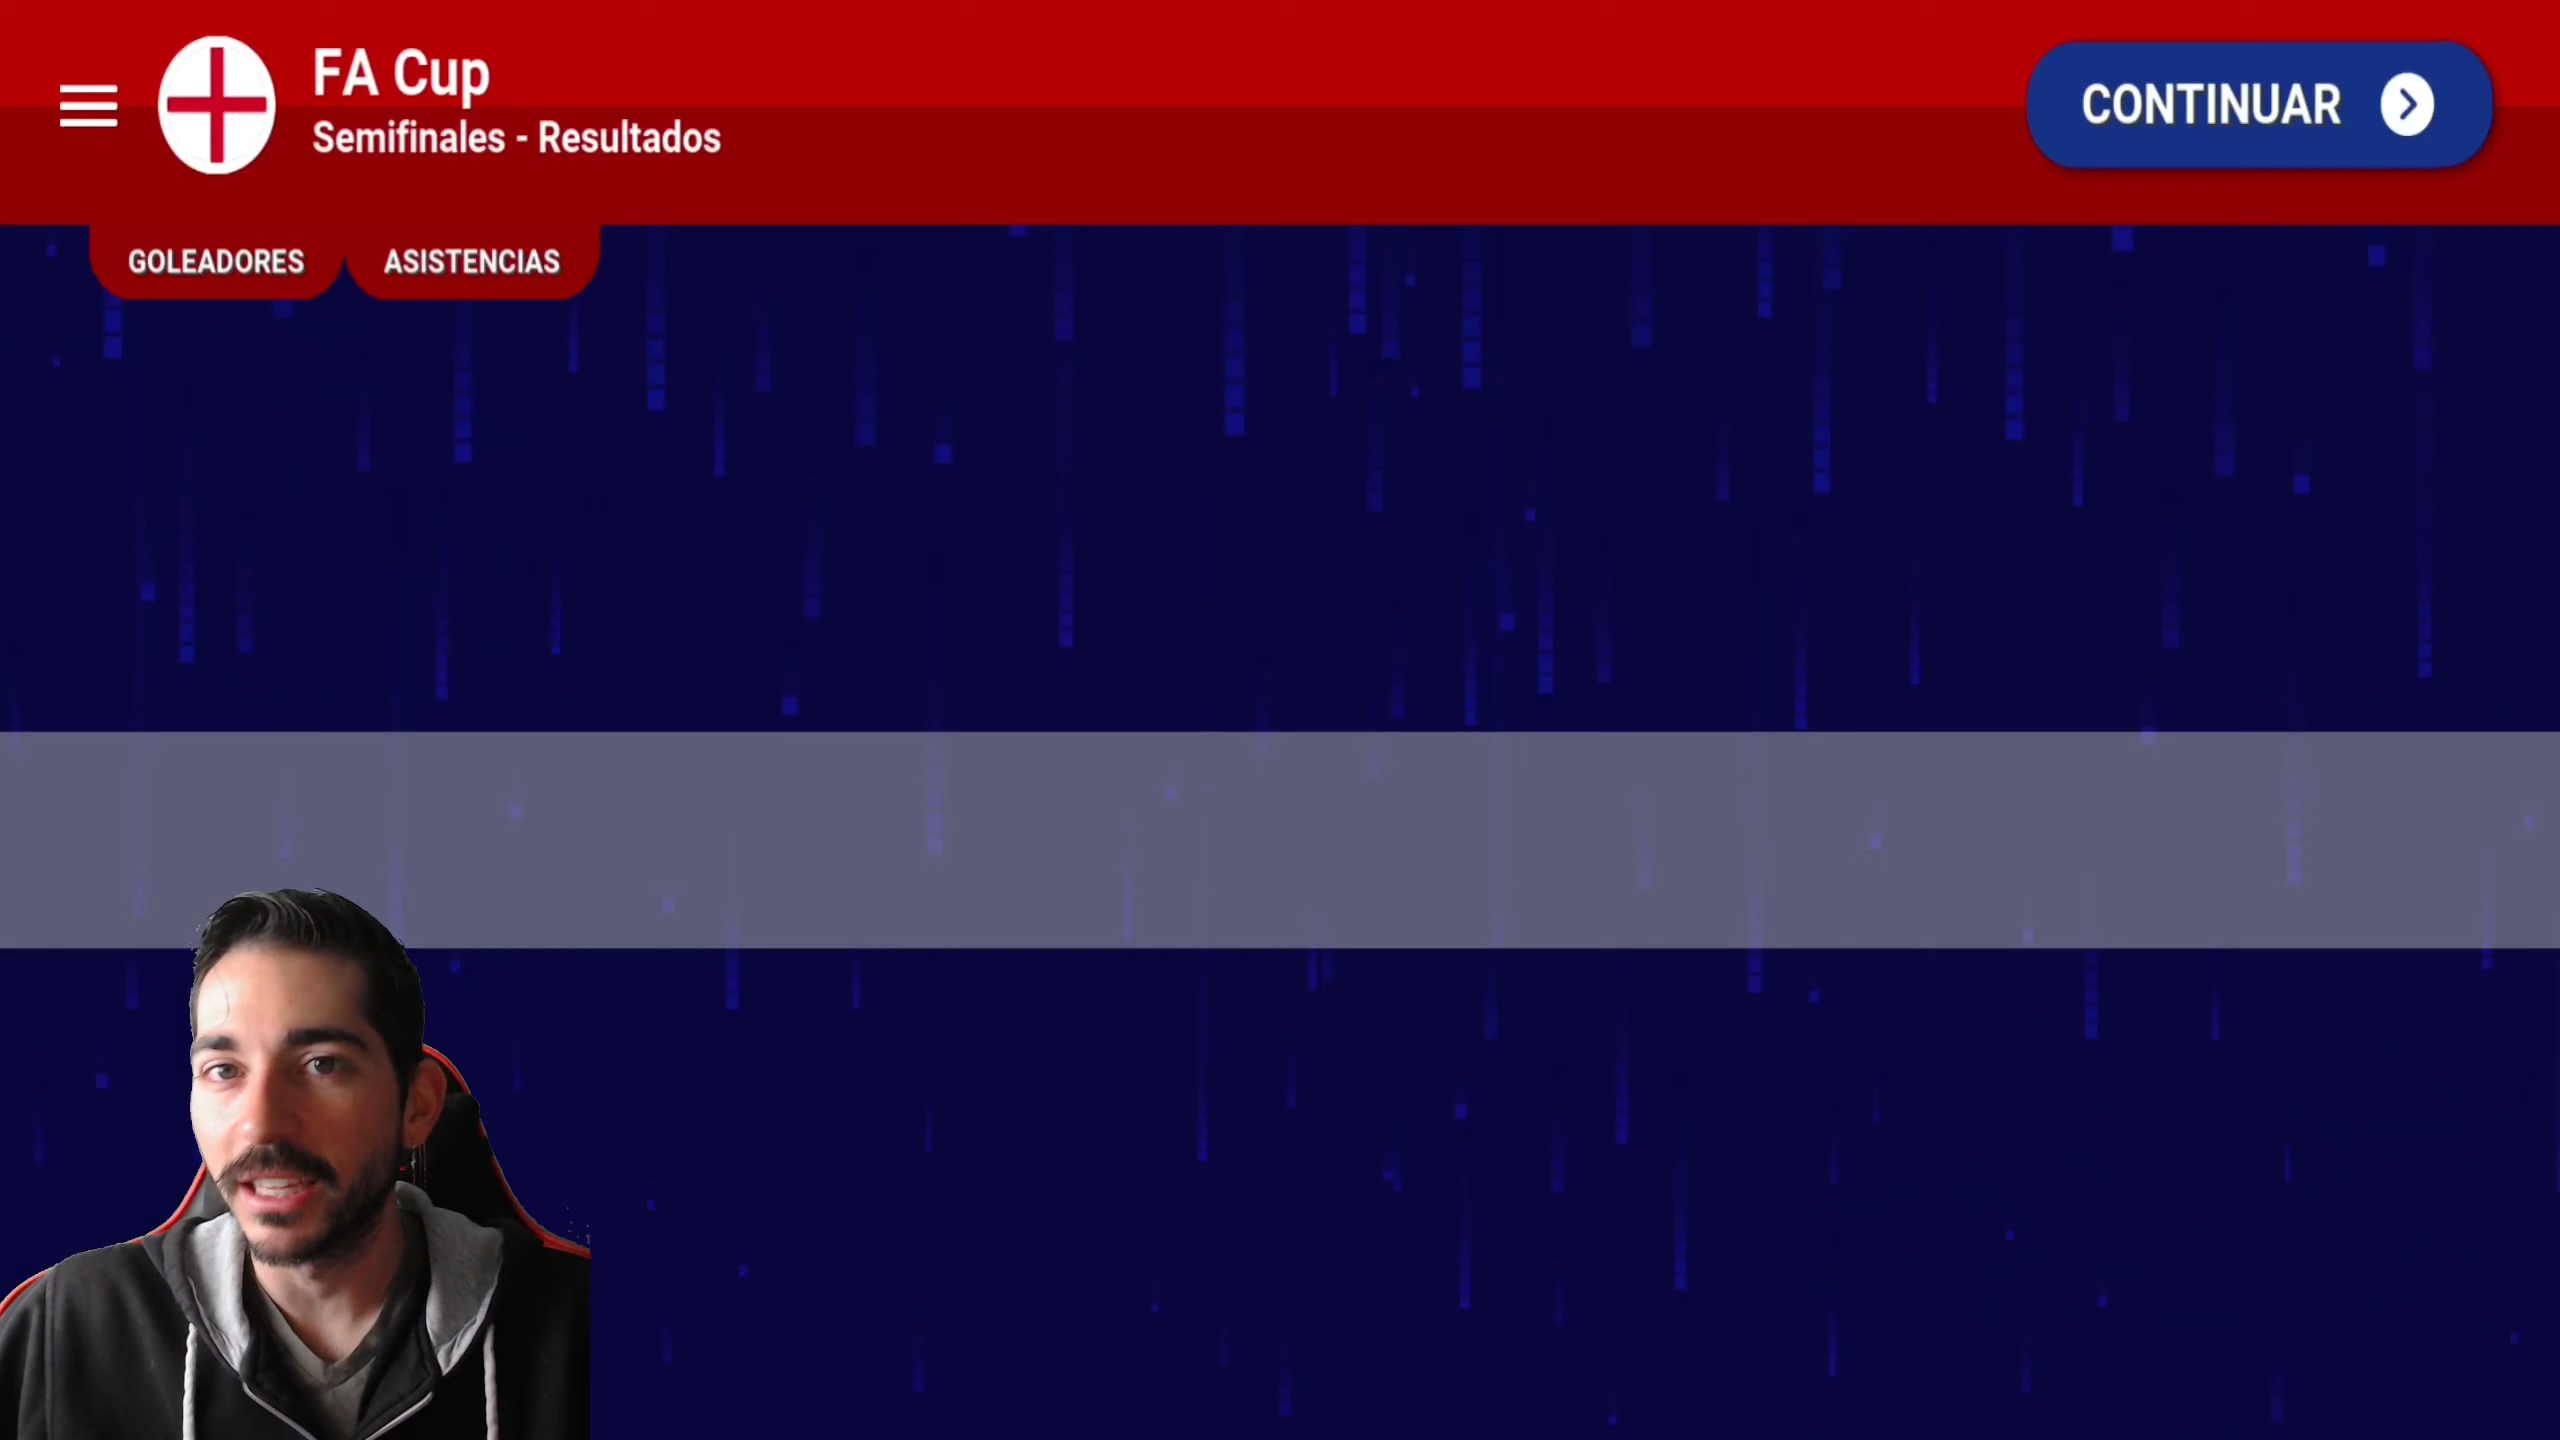 FA Cup
Semifinales - Resultados
CONTINUAR
GOLEADORES
ASISTENCIAS